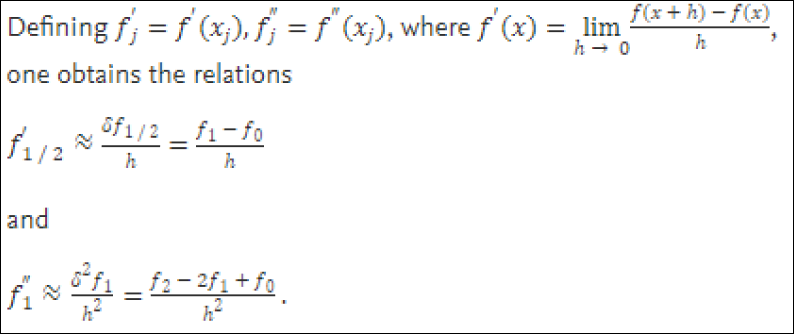 Defining f′_j = f′(x_j), f″_j = f″(x_j), where f′(x) = lim_{h → 0} (f(x + h) − f(x))/h,
one obtains the relations
f′_{1/2} ≈ δf_{1/2}/h = (f_1 − f_0)/h
and
f″_1 ≈ δ²f_1/h² = (f_2 − 2f_1 + f_0)/h².